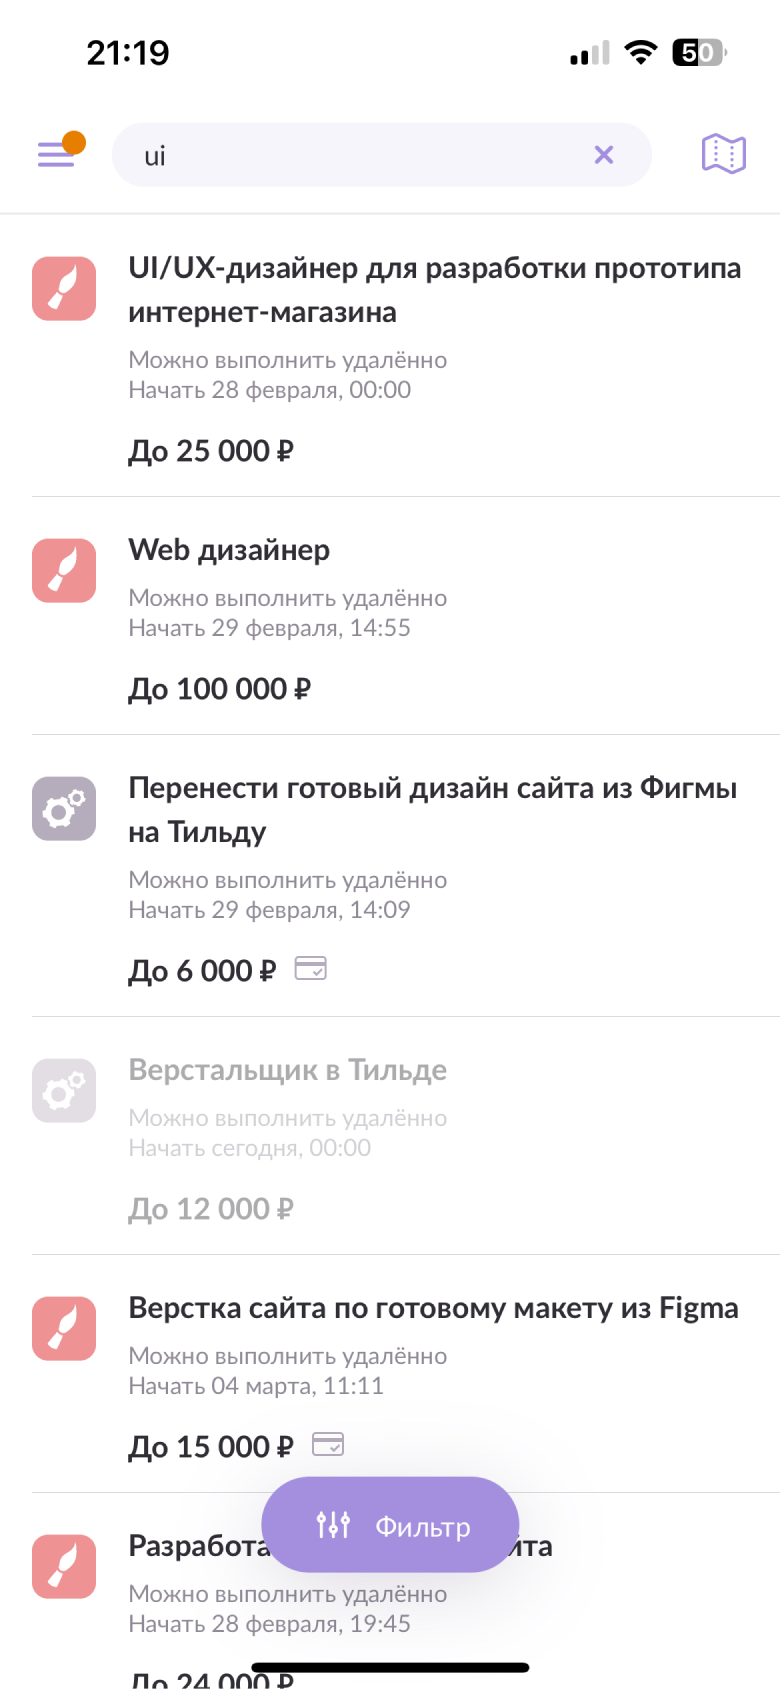 21:19
50
ui
UI/UX-дизайнер для разработки прототипа
интернет-магазина
Можно выполнить удалённо
Начать 28 февраля, 00:00
До 25 000 ₽
Web дизайнер
Можно выполнить удалённо
Начать 29 февраля, 14:55
До 100 000 ₽
Перенести готовый дизайн сайта из Фигмы
на Тильду
Можно выполнить удалённо
Начать 29 февраля, 14:09
До 6 000 ₽
Верстальщик в Тильде
Можно выполнить удалённо
Начать сегодня, 00:00
До 12 000 ₽
Верстка сайта по готовому макету из Figma
Можно выполнить удалённо
Начать 04 марта, 11:11
До 15 000 ₽
Фильтр
Можно выполнить удалённо
Начать 28 февраля, 19:45
До 24 000 ₽